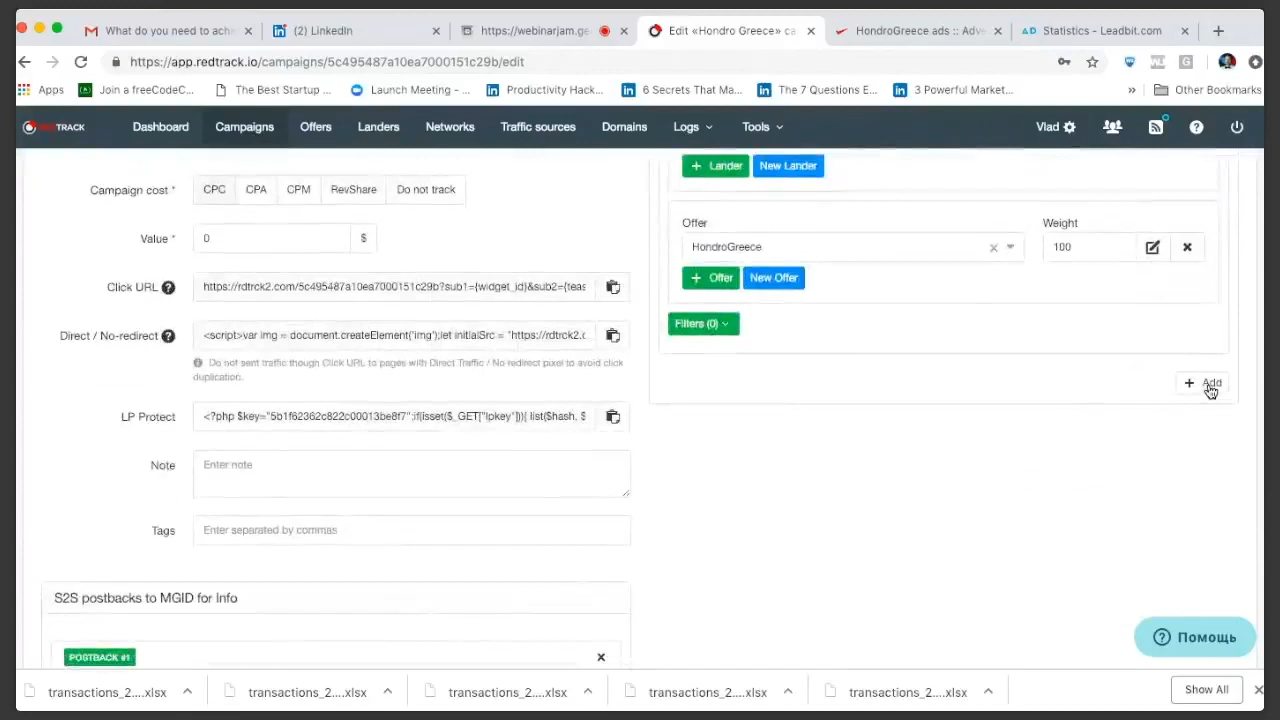 What do you need to ach
(2) LinkedIn
https://webinarjam.ge
Edit «Hondro Greece» ca
HondroGreece ads :: Adve
Statistics - Leadbit.com
https://app.redtrack.io/campaigns/5c495487a10ea7000151c29b/edit
Apps
Join a freeCodeC...
The Best Startup ...
Launch Meeting - ...
Productivity Hack...
6 Secrets That Ma...
The 7 Questions E...
3 Powerful Market...
»
Other Bookmarks
REDTRACK
Dashboard
Campaigns
Offers
Landers
Networks
Traffic sources
Domains
Logs
Tools
Vlad
+ Lander
New Lander
Campaign cost *
CPC
CPA
CPM
RevShare
Do not track
Offer
Weight
Value *
0
$
HondroGreece
100
+ Offer
New Offer
Click URL
https://rdtrck2.com/5c495487a10ea7000151c29b?sub1={widget_id}&sub2={teas
Filters (0)
Direct / No-redirect
<script>var img = document.createElement('img');let initialSrc = "https://rdtrck2.c
Do not sent traffic though Click URL to pages with Direct Traffic / No redirect pixel to avoid click
duplication.
+ Add
LP Protect
<?php $key="5b1f62362c822c00013be8f7";if(isset($_GET["lpkey"])){ list($hash, $
Note
Enter note
Tags
Enter separated by commas
S2S postbacks to MGID for Info
POSTBACK #1
Помощь
transactions_2....xlsx
transactions_2....xlsx
transactions_2....xlsx
transactions_2....xlsx
transactions_2....xlsx
Show All